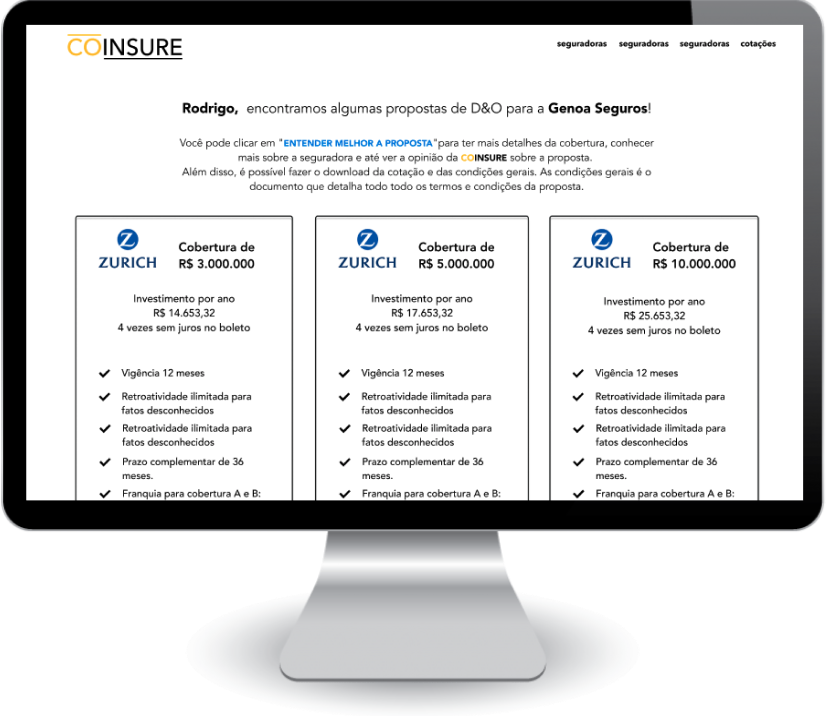 COINSURE
seguradoras seguradoras seguradoras cotações
Rodrigo, encontramos algumas propostas de D&O para a Genoa Seguros!
Você pode clicar em "ENTENDER MELHOR A PROPOSTA"para ter mais detalhes da cobertura, conhecer
mais sobre a seguradora e até ver a opinião da COINSURE sobre a proposta.
Além disso, é possível fazer o download da cotação e das condições gerais. As condições gerais é o
documento que detalha todo todo os termos e condições da proposta.
Z
ZURICH
Cobertura de
R$ 3.000.000
Investimento por ano
R$ 14.653,32
4 vezes sem juros no boleto
Vigência 12 meses
Retroatividade ilimitada para
fatos desconhecidos
Retroatividade ilimitada para
fatos desconhecidos
Prazo complementar de 36
meses.
Franquia para cobertura A e B:
Z
ZURICH
Cobertura de
R$ 5.000.000
Investimento por ano
R$ 17.653,32
4 vezes sem juros no boleto
Vigência 12 meses
Retroatividade ilimitada para
fatos desconhecidos
Retroatividade ilimitada para
fatos desconhecidos
Prazo complementar de 36
meses.
Franquia para cobertura A e B:
Z
ZURICH
Cobertura de
R$ 10.000.000
Investimento por ano
R$ 25.653,32
4 vezes sem juros no boleto
Vigência 12 meses
Retroatividade ilimitada para
fatos desconhecidos
Retroatividade ilimitada para
fatos desconhecidos
Prazo complementar de 36
meses.
Franquia para cobertura A e B: